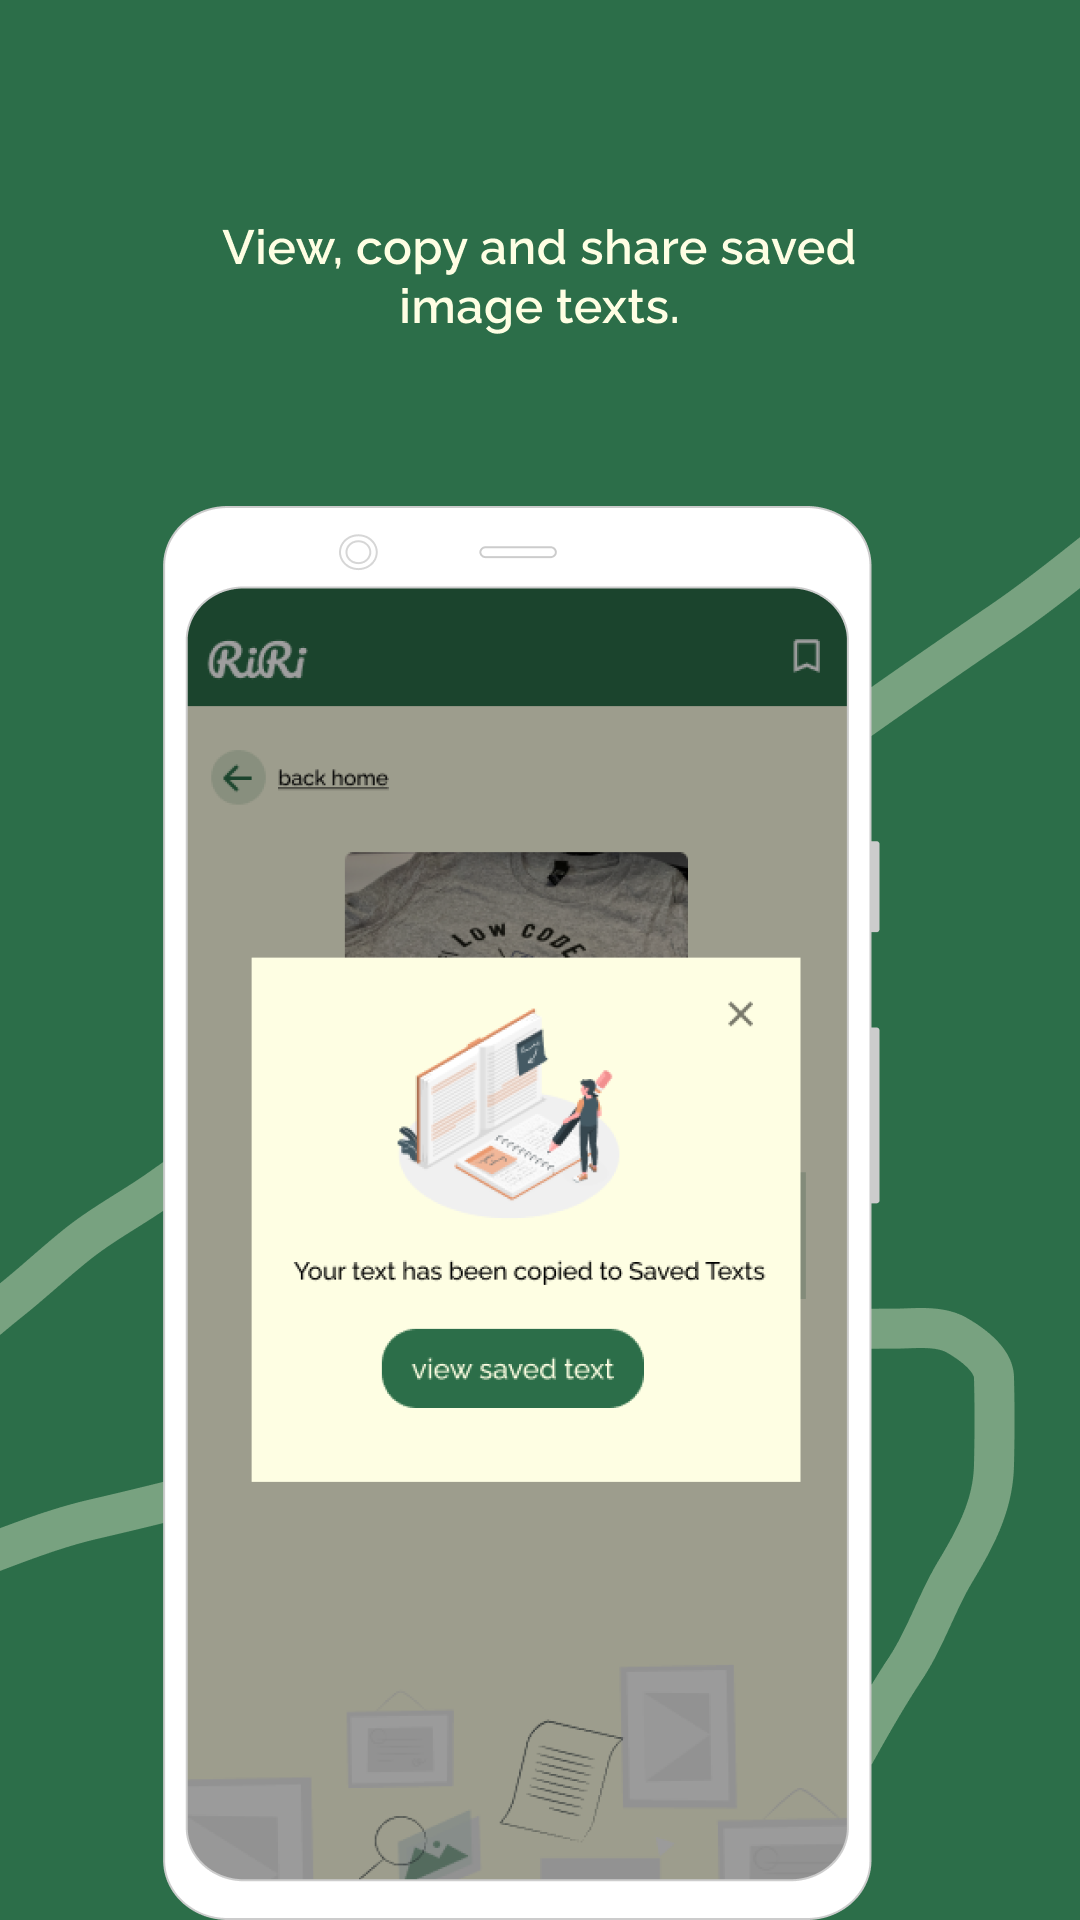 View, copy and share saved
image texts.
RiRi
back home
LOW CODE
Your text has been copied to Saved Texts
view saved text